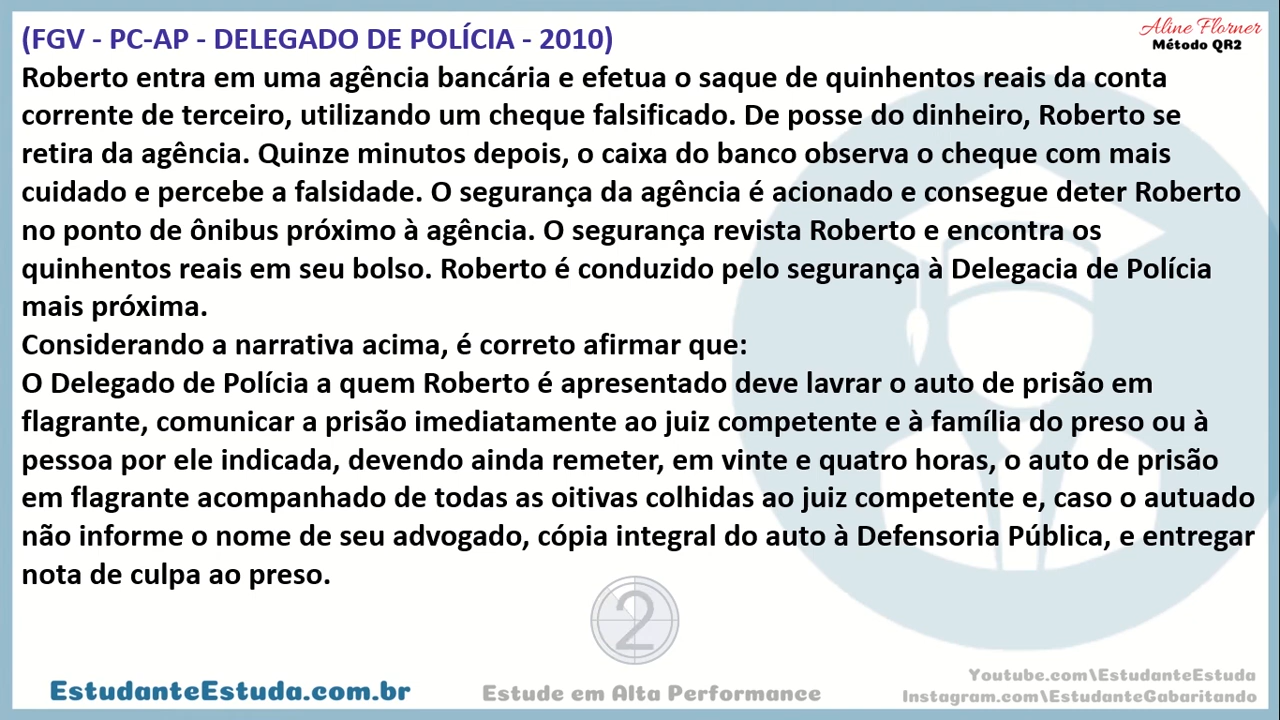 (FGV - PC-AP - DELEGADO DE POLÍCIA - 2010)
Aline Florner
Método QR2
Roberto entra em uma agência bancária e efetua o saque de quinhentos reais da conta
corrente de terceiro, utilizando um cheque falsificado. De posse do dinheiro, Roberto se
retira da agência. Quinze minutos depois, o caixa do banco observa o cheque com mais
cuidado e percebe a falsidade. O segurança da agência é acionado e consegue deter Roberto
no ponto de ônibus próximo à agência. O segurança revista Roberto e encontra os
quinhentos reais em seu bolso. Roberto é conduzido pelo segurança à Delegacia de Polícia
mais próxima.
Considerando a narrativa acima, é correto afirmar que:
O Delegado de Polícia a quem Roberto é apresentado deve lavrar o auto de prisão em
flagrante, comunicar a prisão imediatamente ao juiz competente e à família do preso ou à
pessoa por ele indicada, devendo ainda remeter, em vinte e quatro horas, o auto de prisão
em flagrante acompanhado de todas as oitivas colhidas ao juiz competente e, caso o autuado
não informe o nome de seu advogado, cópia integral do auto à Defensoria Pública, e entregar
nota de culpa ao preso.
2
EstudanteEstuda.com.br
Estude em Alta Performance
Youtube.com\EstudanteEstuda
Instagram.com\EstudanteGabaritando